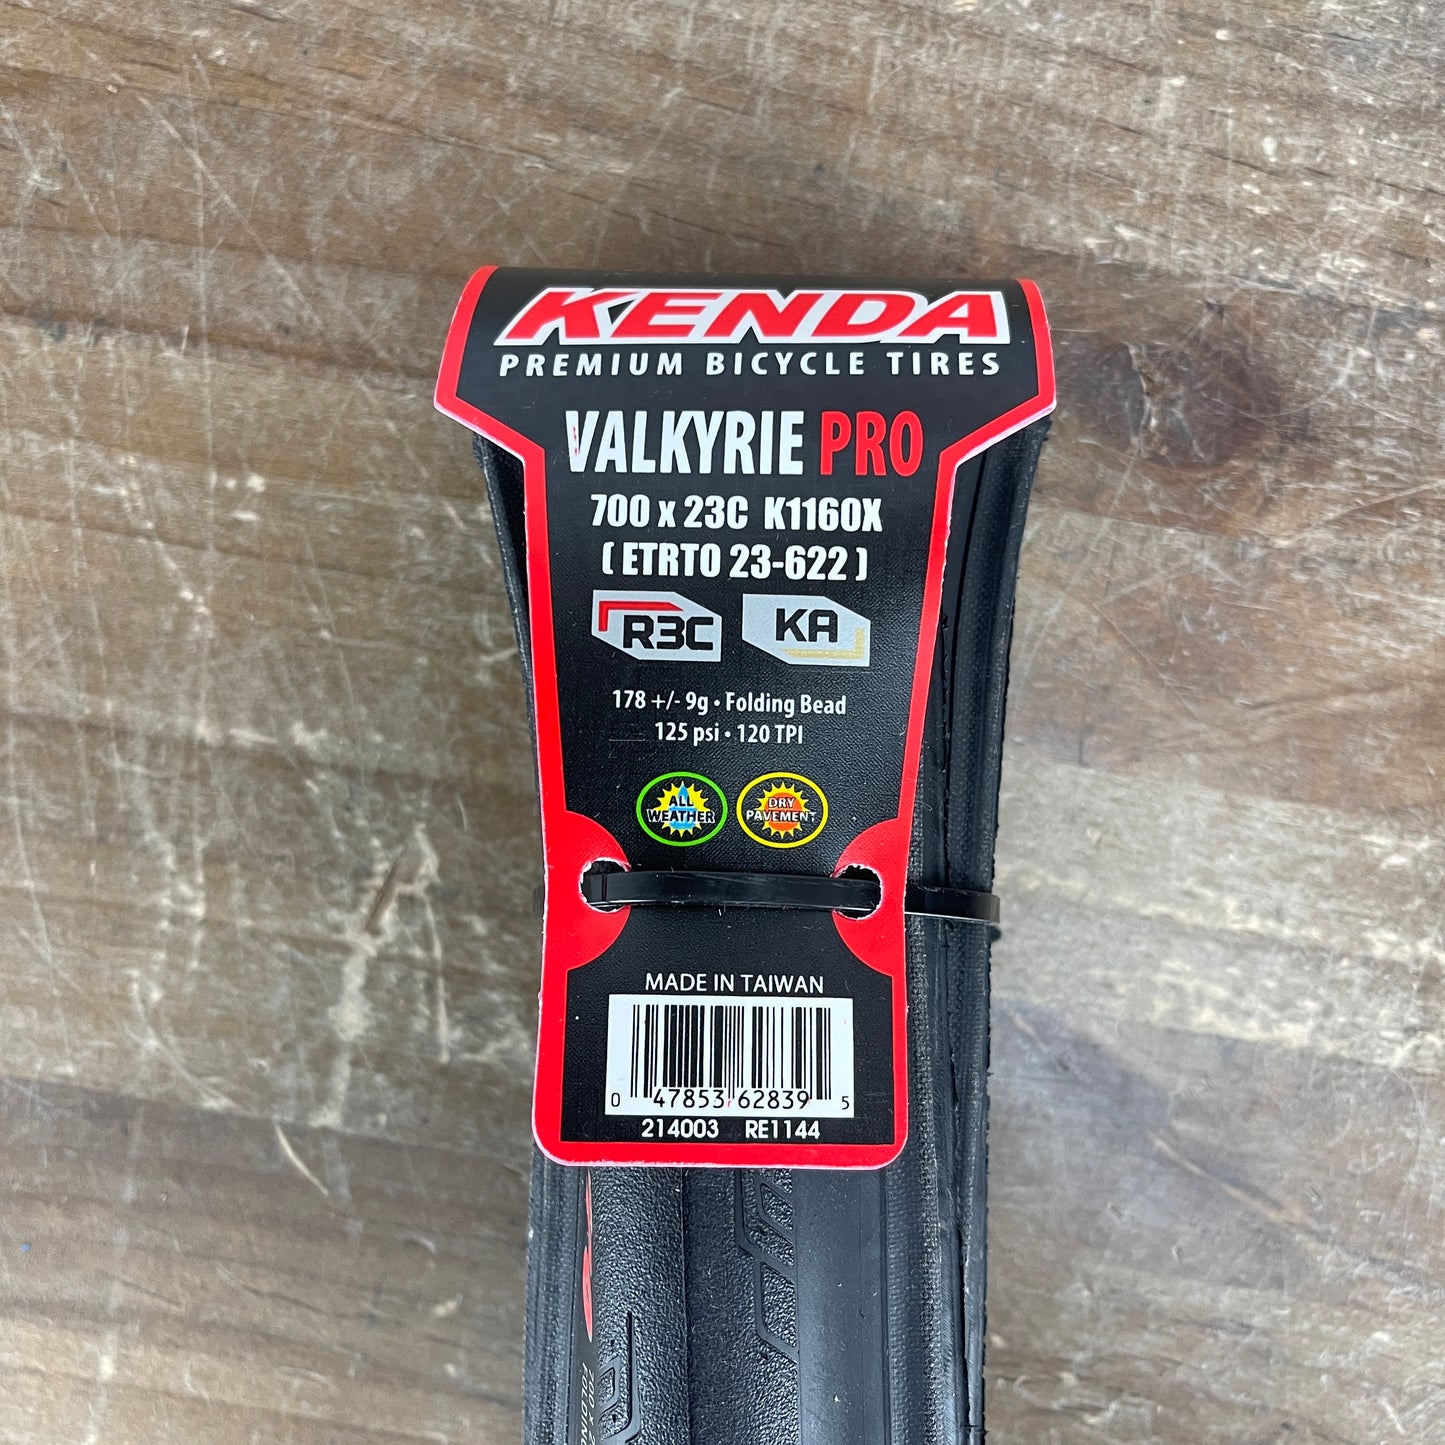 KENDA
PREMIUM BICYCLE TIRES
VALKYRIE PRO
700 x 23C K1160X
( ETRTO 23-622 )
R3C KA
178 +/- 9g • Folding Bead
125 psi • 120 TPI
ALL WEATHER
DRY PAVEMENT
MADE IN TAIWAN
0 47853 62839 5
214003 RE1144